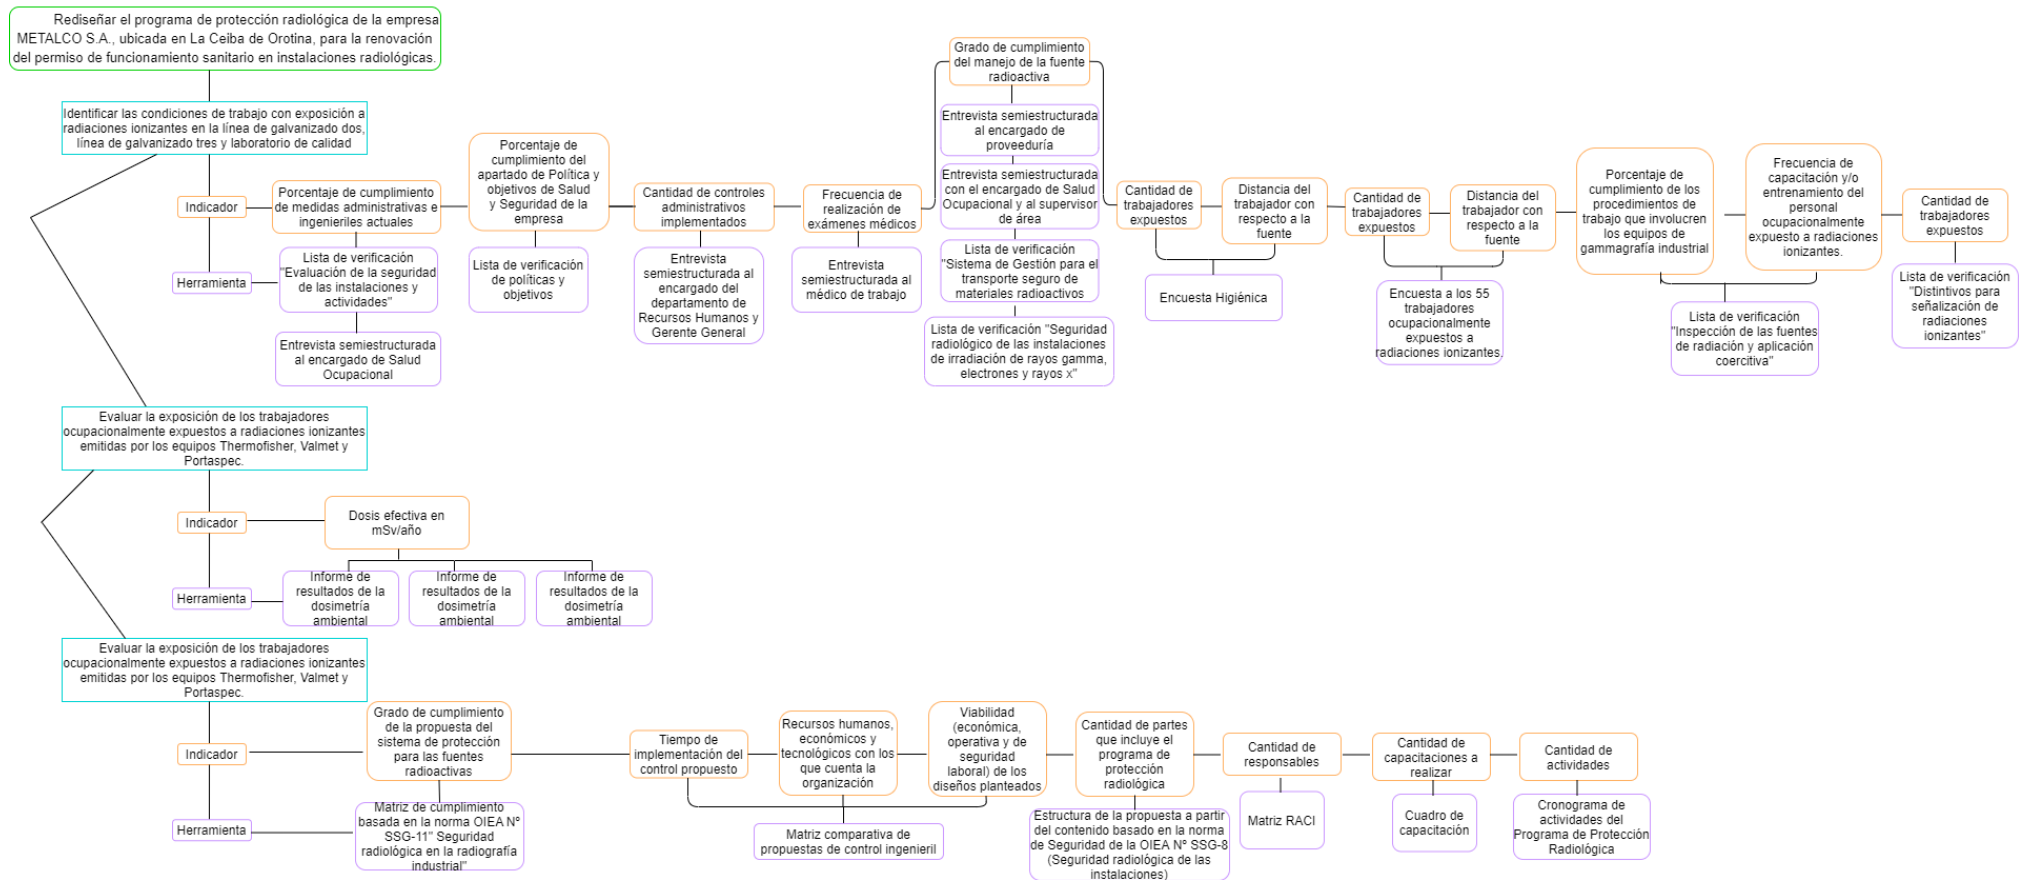 Rediseñar el programa de protección radiológica de la empresa
METALCO S.A., ubicada en La Ceiba de Orotina, para la renovación
del permiso de funcionamiento sanitario en instalaciones radiológicas.
Identificar las condiciones de trabajo con exposición a
radiaciones ionizantes en la línea de galvanizado dos,
línea de galvanizado tres y laboratorio de calidad
Indicador
Porcentaje de cumplimiento
de medidas administrativas e
ingenieriles actuales
Porcentaje de
cumplimiento del
apartado de Política y
objetivos de Salud
y Seguridad de la
empresa
Cantidad de controles
administrativos
implementados
Frecuencia de
realización de
exámenes médicos
Grado de cumplimiento
del manejo de la fuente
radioactiva
Cantidad de
trabajadores
expuestos
Distancia del
trabajador con
respecto a la
fuente
Cantidad de
trabajadores
expuestos
Distancia del
trabajador con
respecto a la
fuente
Porcentaje de
cumplimiento de los
procedimientos de
trabajo que involucren
los equipos de
gammagrafía industrial
Frecuencia de
capacitación y/o
entrenamiento del
personal
ocupacionalmente
expuesto a radiaciones
ionizantes.
Cantidad de
trabajadores
expuestos
Herramienta
Lista de verificación
"Evaluación de la seguridad
de las instalaciones y
actividades"
Entrevista semiestructurada
al encargado de Salud
Ocupacional
Lista de verificación
de políticas y
objetivos
Entrevista
semiestructurada al
encargado del
departamento de
Recursos Humanos y
Gerente General
Entrevista
semiestructurada al
médico de trabajo
Entrevista semiestructurada
al encargado de
proveeduría
Entrevista semiestructurada
con el encargado de Salud
Ocupacional y al supervisor
de área
Lista de verificación
"Sistema de Gestión para el
transporte seguro de
materiales radioactivos
Lista de verificación "Seguridad
radiológico de las instalaciones
de irradiación de rayos gamma,
electrones y rayos x"
Encuesta Higiénica
Encuesta a los 55
trabajadores
ocupacionalmente
expuestos a
radiaciones ionizantes.
Lista de verificación
"Inspección de las fuentes
de radiación y aplicación
coercitiva"
Lista de verificación
"Distintivos para
señalización de
radiaciones
ionizantes"
Evaluar la exposición de los trabajadores
ocupacionalmente expuestos a radiaciones ionizantes
emitidas por los equipos Thermofisher, Valmet y
Portaspec.
Indicador
Dosis efectiva en
mSv/año
Herramienta
Informe de
resultados de la
dosimetría
ambiental
Informe de
resultados de la
dosimetría
ambiental
Informe de
resultados de la
dosimetría
ambiental
Evaluar la exposición de los trabajadores
ocupacionalmente expuestos a radiaciones ionizantes
emitidas por los equipos Thermofisher, Valmet y
Portaspec.
Indicador
Grado de cumplimiento
de la propuesta del
sistema de protección
para las fuentes
radioactivas
Tiempo de
implementación del
control propuesto
Recursos humanos,
económicos y
tecnológicos con los
que cuenta la
organización
Viabilidad
(económica,
operativa y de
seguridad
laboral) de los
diseños planteados
Cantidad de partes
que incluye el
programa de
protección
radiológica
Cantidad de
responsables
Cantidad de
capacitaciones a
realizar
Cantidad de
actividades
Herramienta
Matriz de cumplimiento
basada en la norma OIEA Nº
SSG-11" Seguridad
radiológica en la radiografía
industrial"
Matriz comparativa de
propuestas de control ingenieril
Estructura de la propuesta a partir
del contenido basado en la norma
de Seguridad de la OIEA Nº SSG-8
(Seguridad radiológica de las
instalaciones)
Matriz RACI
Cuadro de
capacitación
Cronograma de
actividades del
Programa de Protección
Radiológica